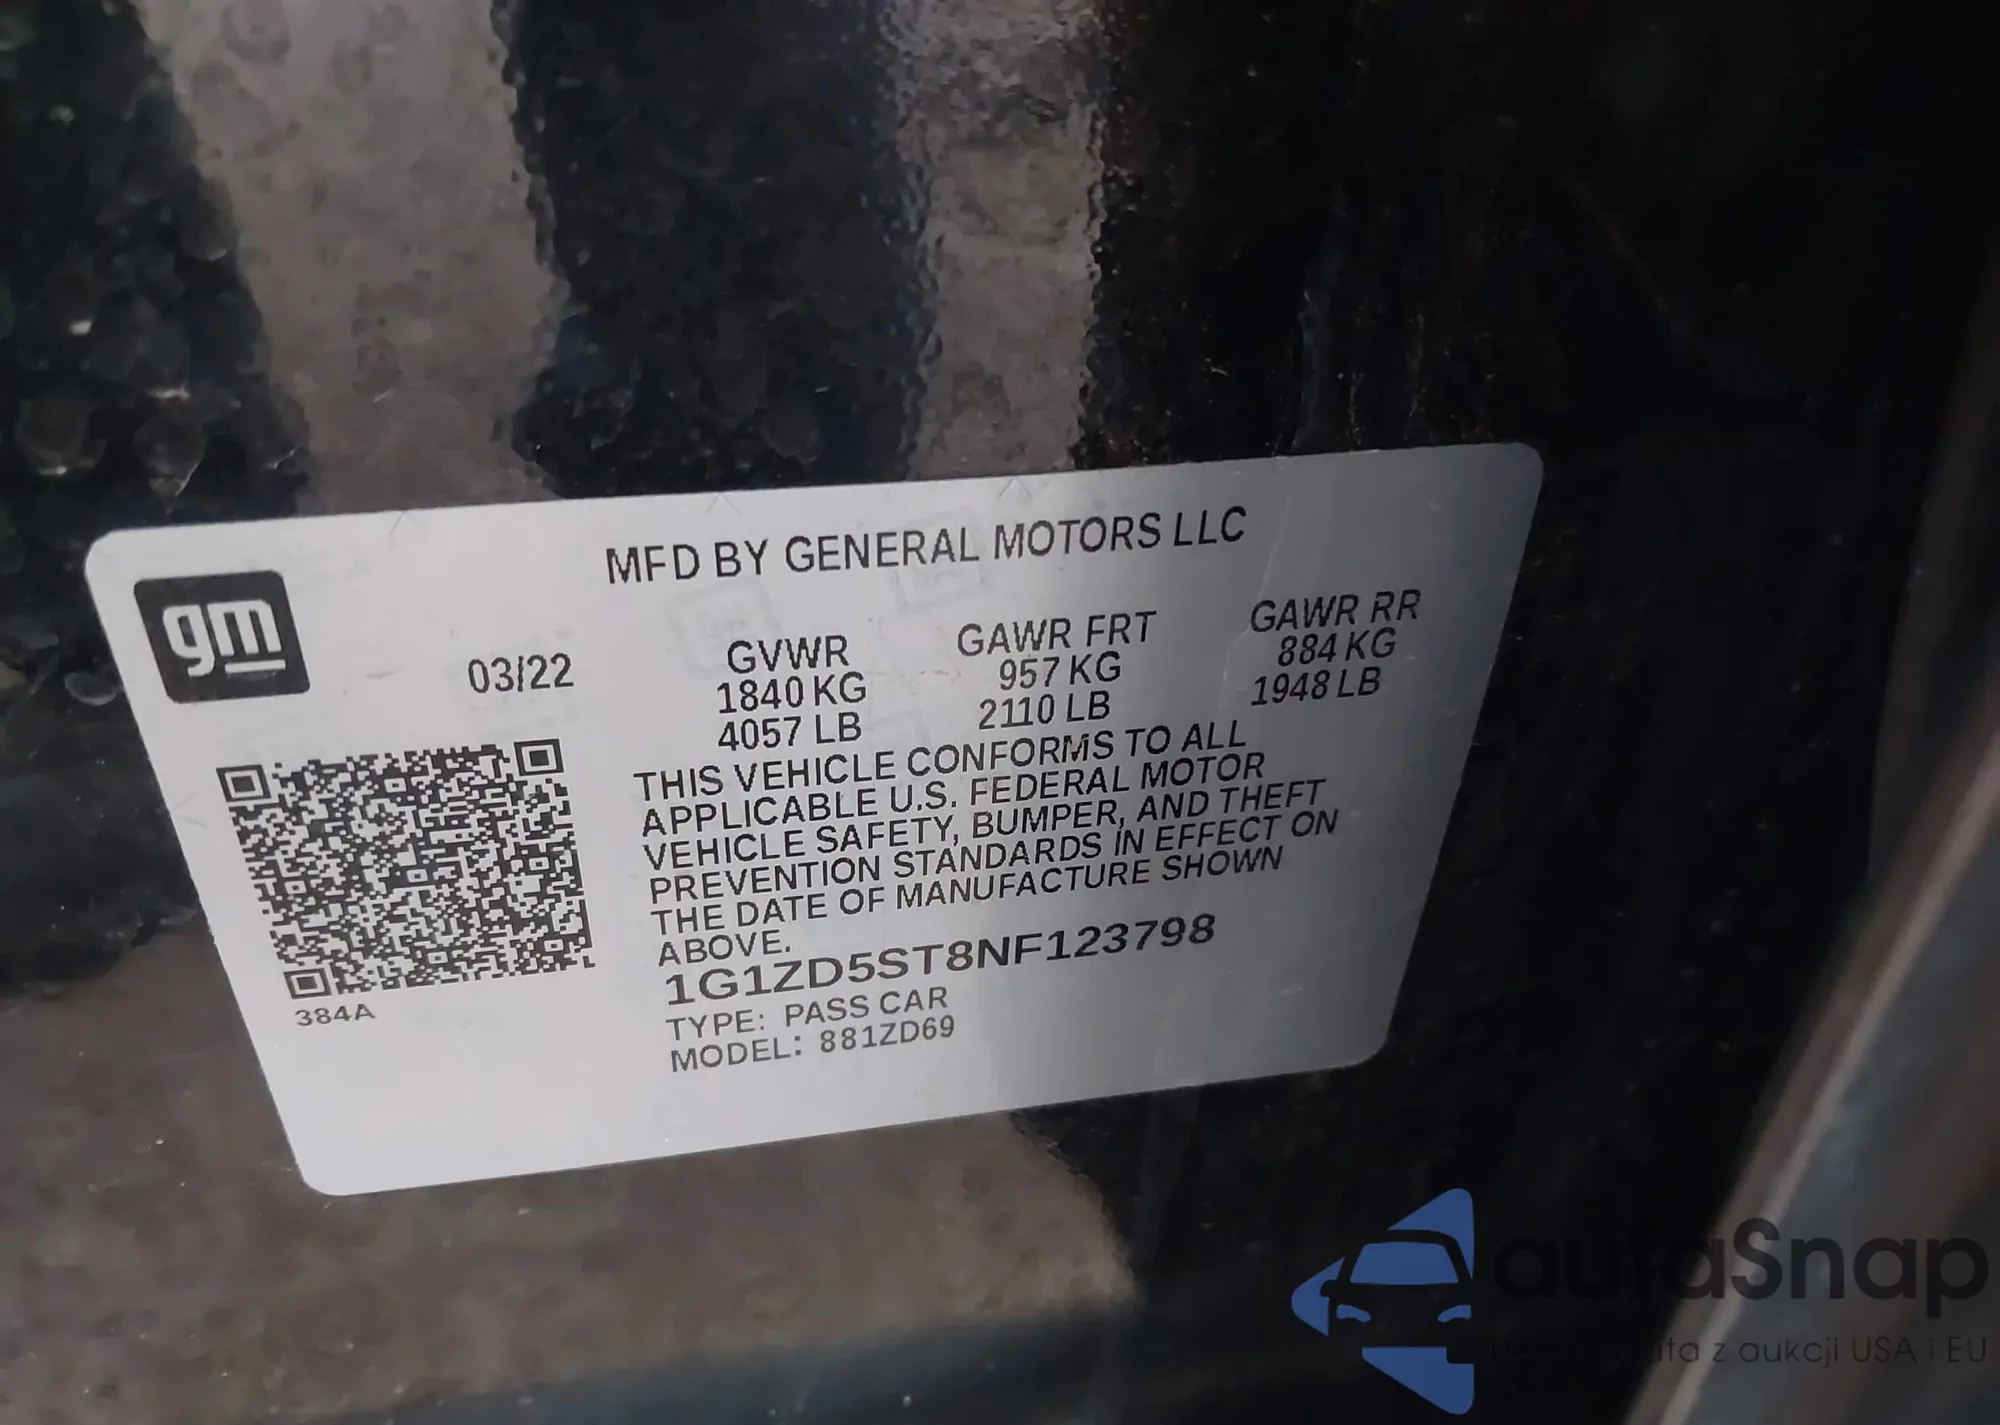 MFD BY GENERAL MOTORS LLC
gm
03/22
GVWR
1840 KG
4057 LB
GAWR FRT
957 KG
2110 LB
GAWR RR
884 KG
1948 LB
THIS VEHICLE CONFORMS TO ALL
APPLICABLE U.S. FEDERAL MOTOR
VEHICLE SAFETY, BUMPER, AND THEFT
PREVENTION STANDARDS IN EFFECT ON
THE DATE OF MANUFACTURE SHOWN
ABOVE.
1G1ZD5ST8NF123798
TYPE: PASS CAR
MODEL: 881ZD69
384A
autaSnap
z aukcji USA i EU